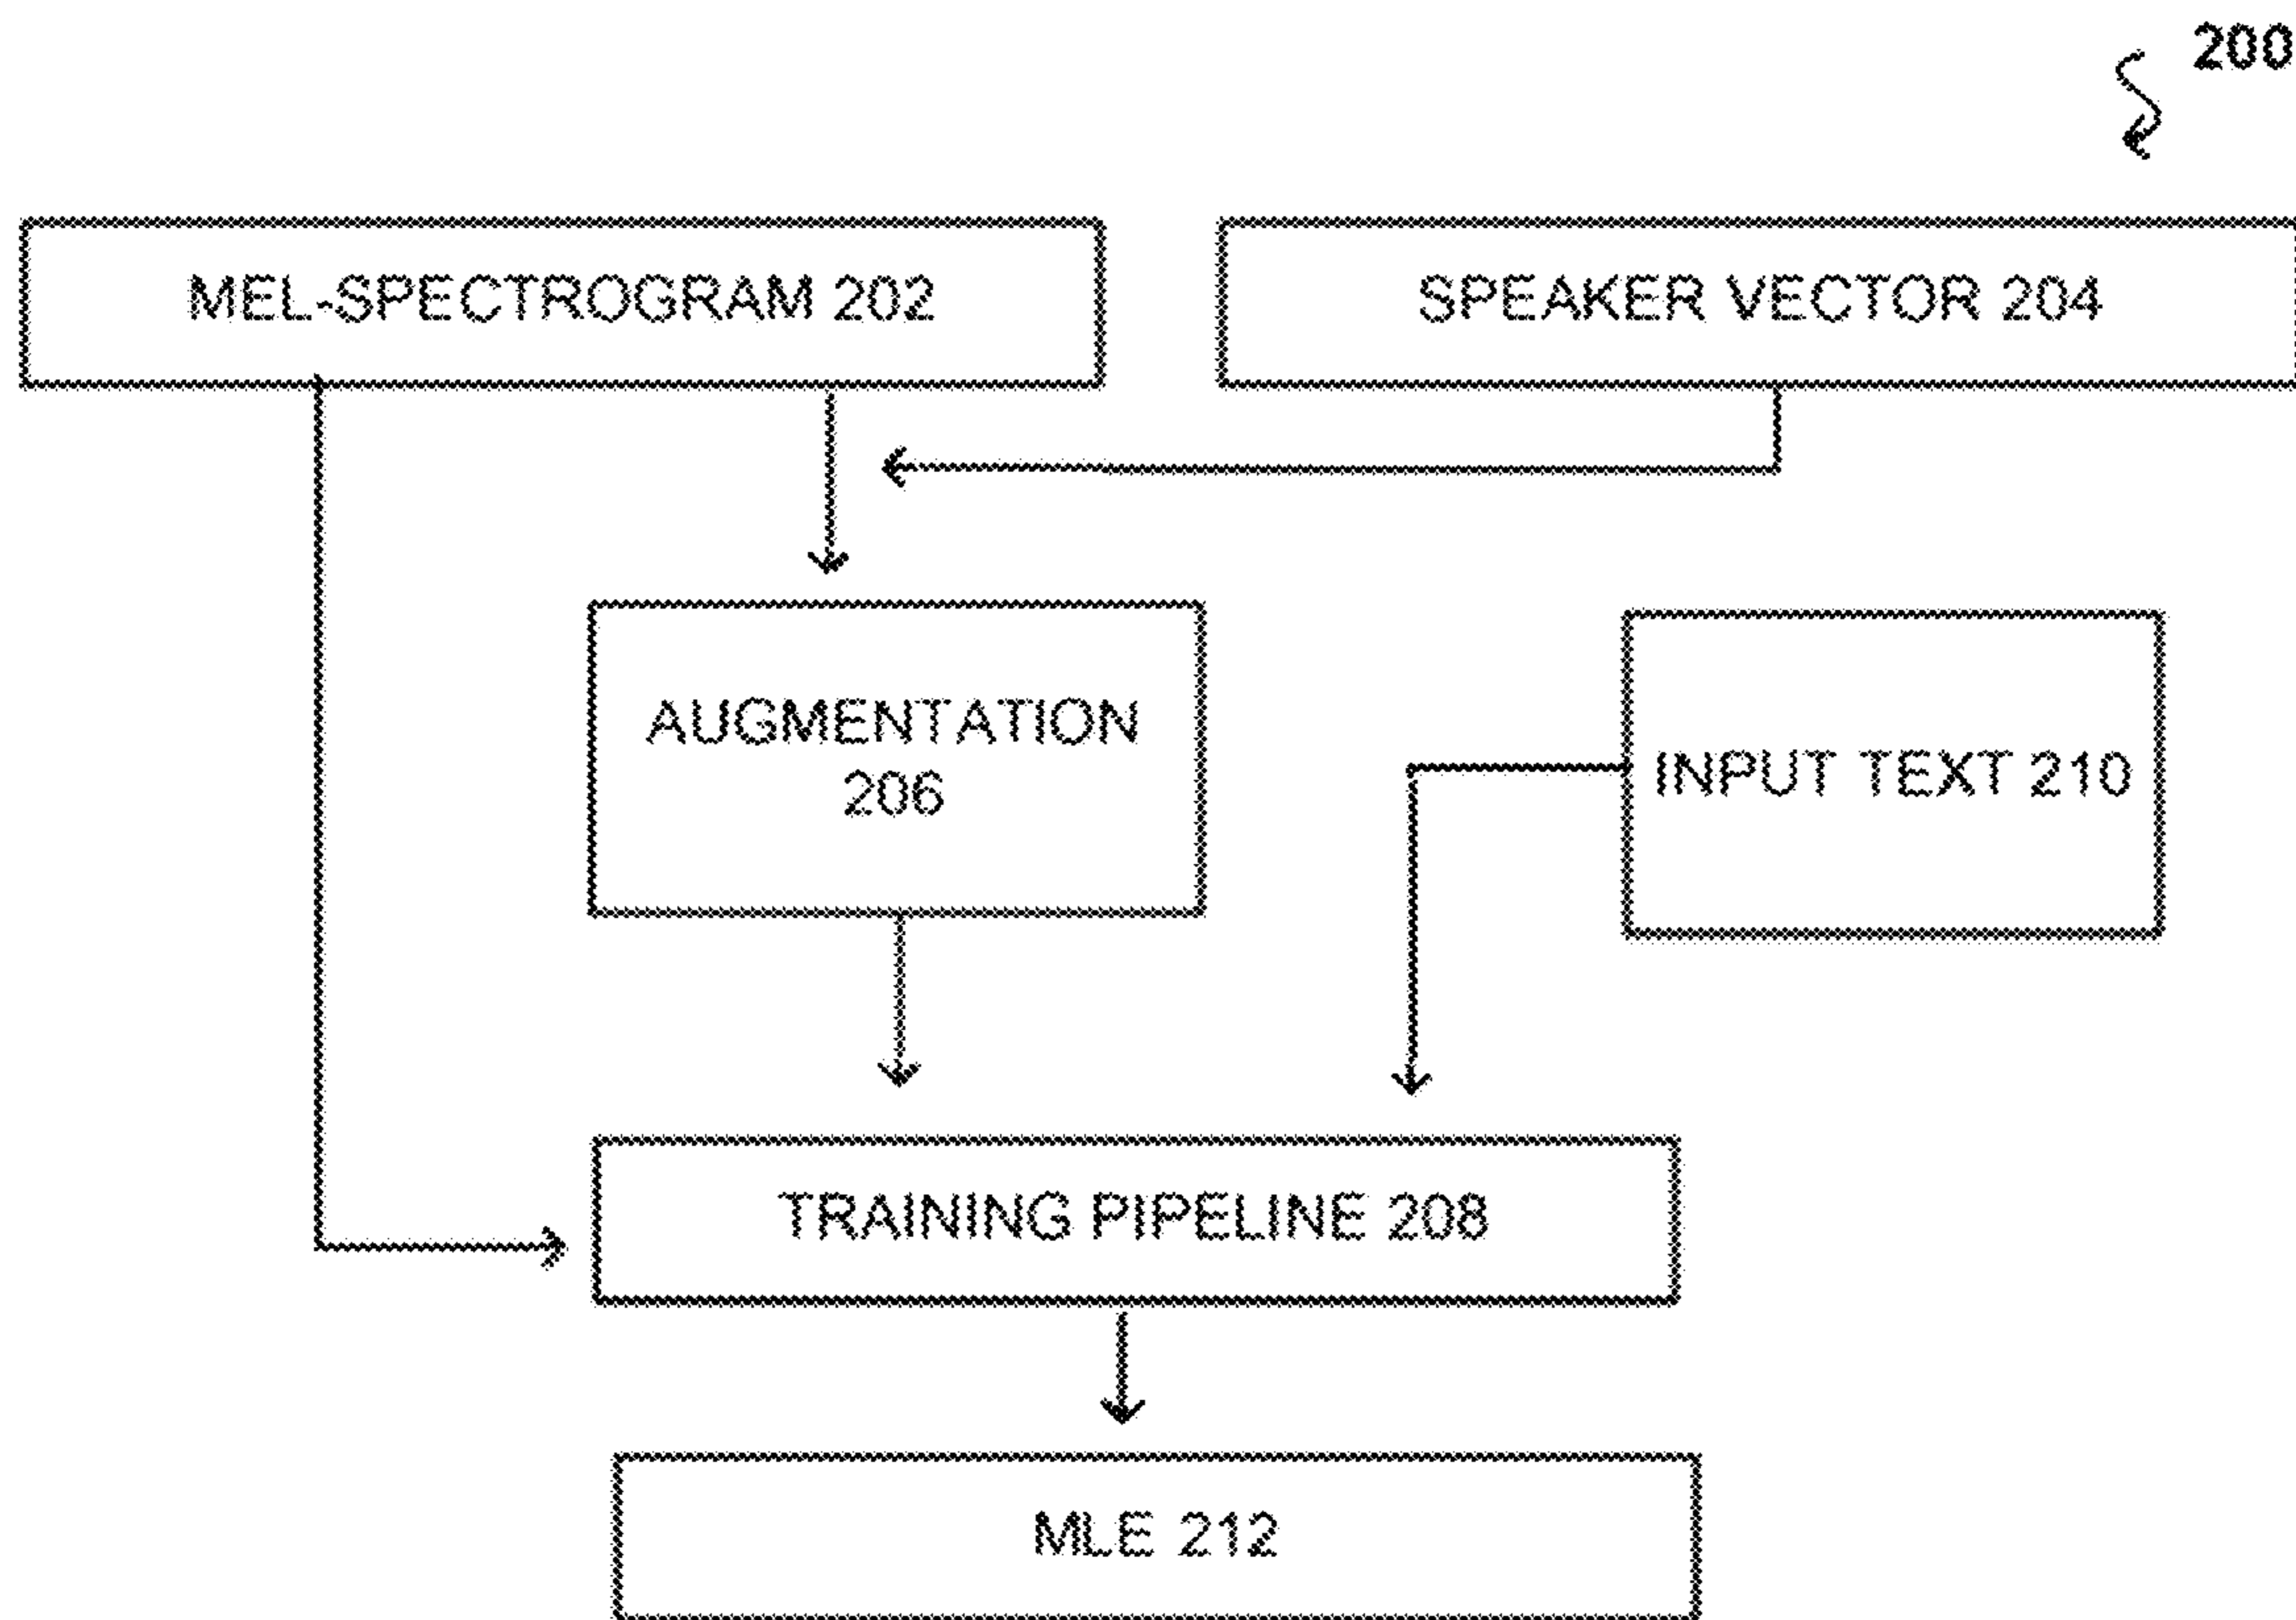 200
MEL-SPECTROGRAM 202
SPEAKER VECTOR 204
AUGMENTATION
206
INPUT TEXT 210
TRAINING PIPELINE 208
MLE 212